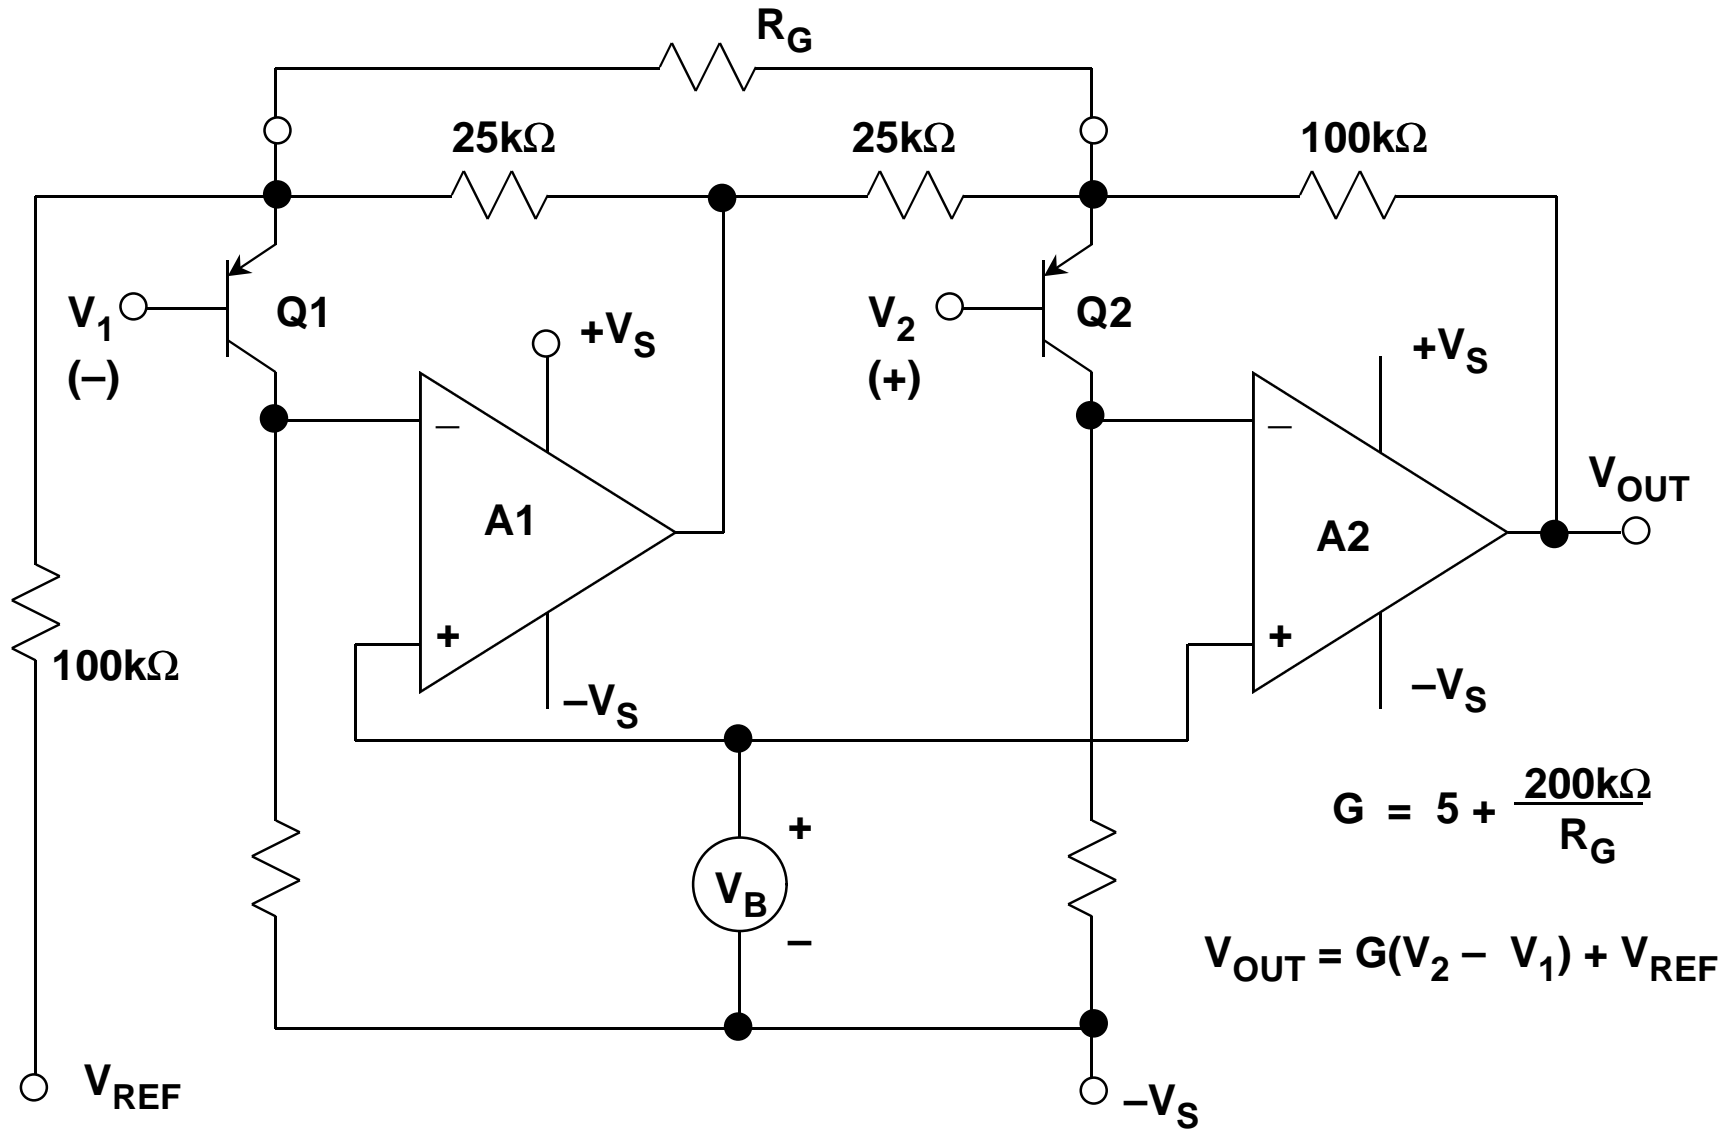 R_G
25kΩ
25kΩ
100kΩ
V_1
(–)
Q1
+V_S
V_2
(+)
Q2
+V_S
–
A1
+
–V_S
–
A2
+
–V_S
V_OUT
100kΩ
+
V_B
–
G = 5 + 200kΩ / R_G
V_OUT = G(V_2 – V_1) + V_REF
V_REF
–V_S